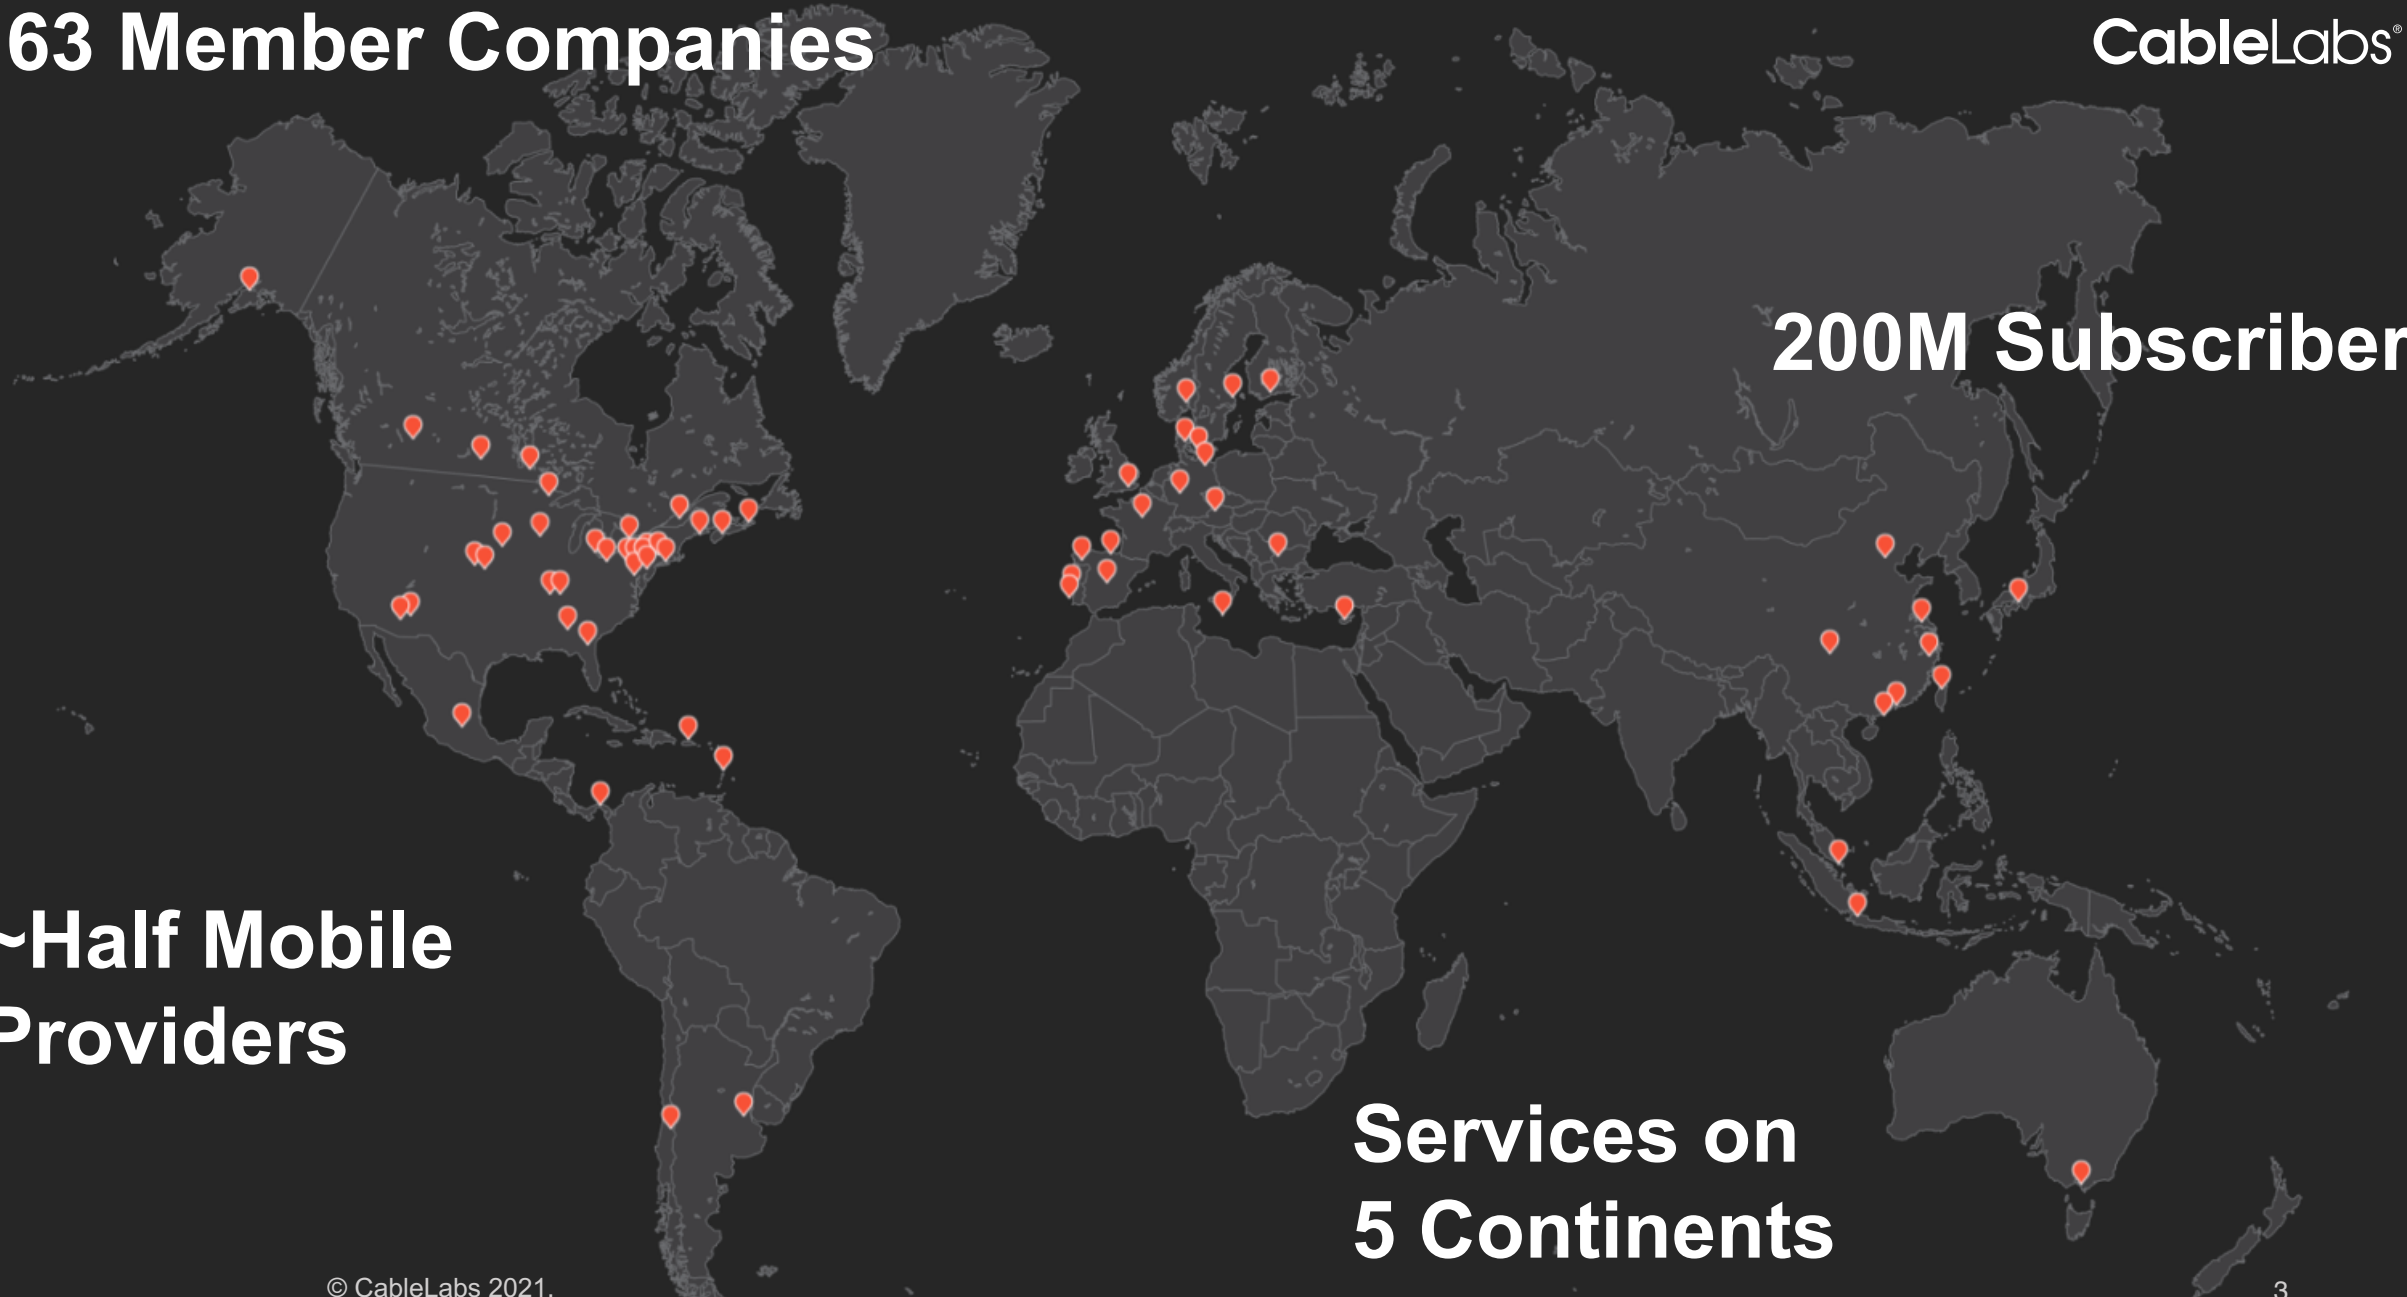 63 Member Companies
CableLabs®
200M Subscriber
~Half Mobile
Providers
Services on
5 Continents
© CableLabs 2021.
3